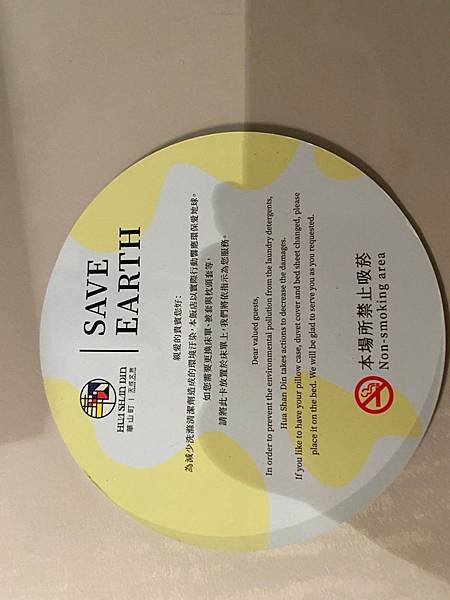 HUA SHAN DIN
華山町
SAVE
EARTH
親愛的貴賓您好:
為減少洗滌清潔劑造成的環境汙染,本飯店以實際行動響應環保愛地球。
如您需要更換床單、被套與枕頭套等,
請將此卡放置於床單上,我們將依指示為您服務。
Dear valued guests,
In order to prevent the environmental pollution from the laundry detergents,
Hua Shan Din takes actions to decrease the damages.
If you like to have your pillow case, duvet cover and bed sheet changed, please
place it on the bed. We will be glad to serve you as you requested.
本場所禁止吸菸
Non-smoking area